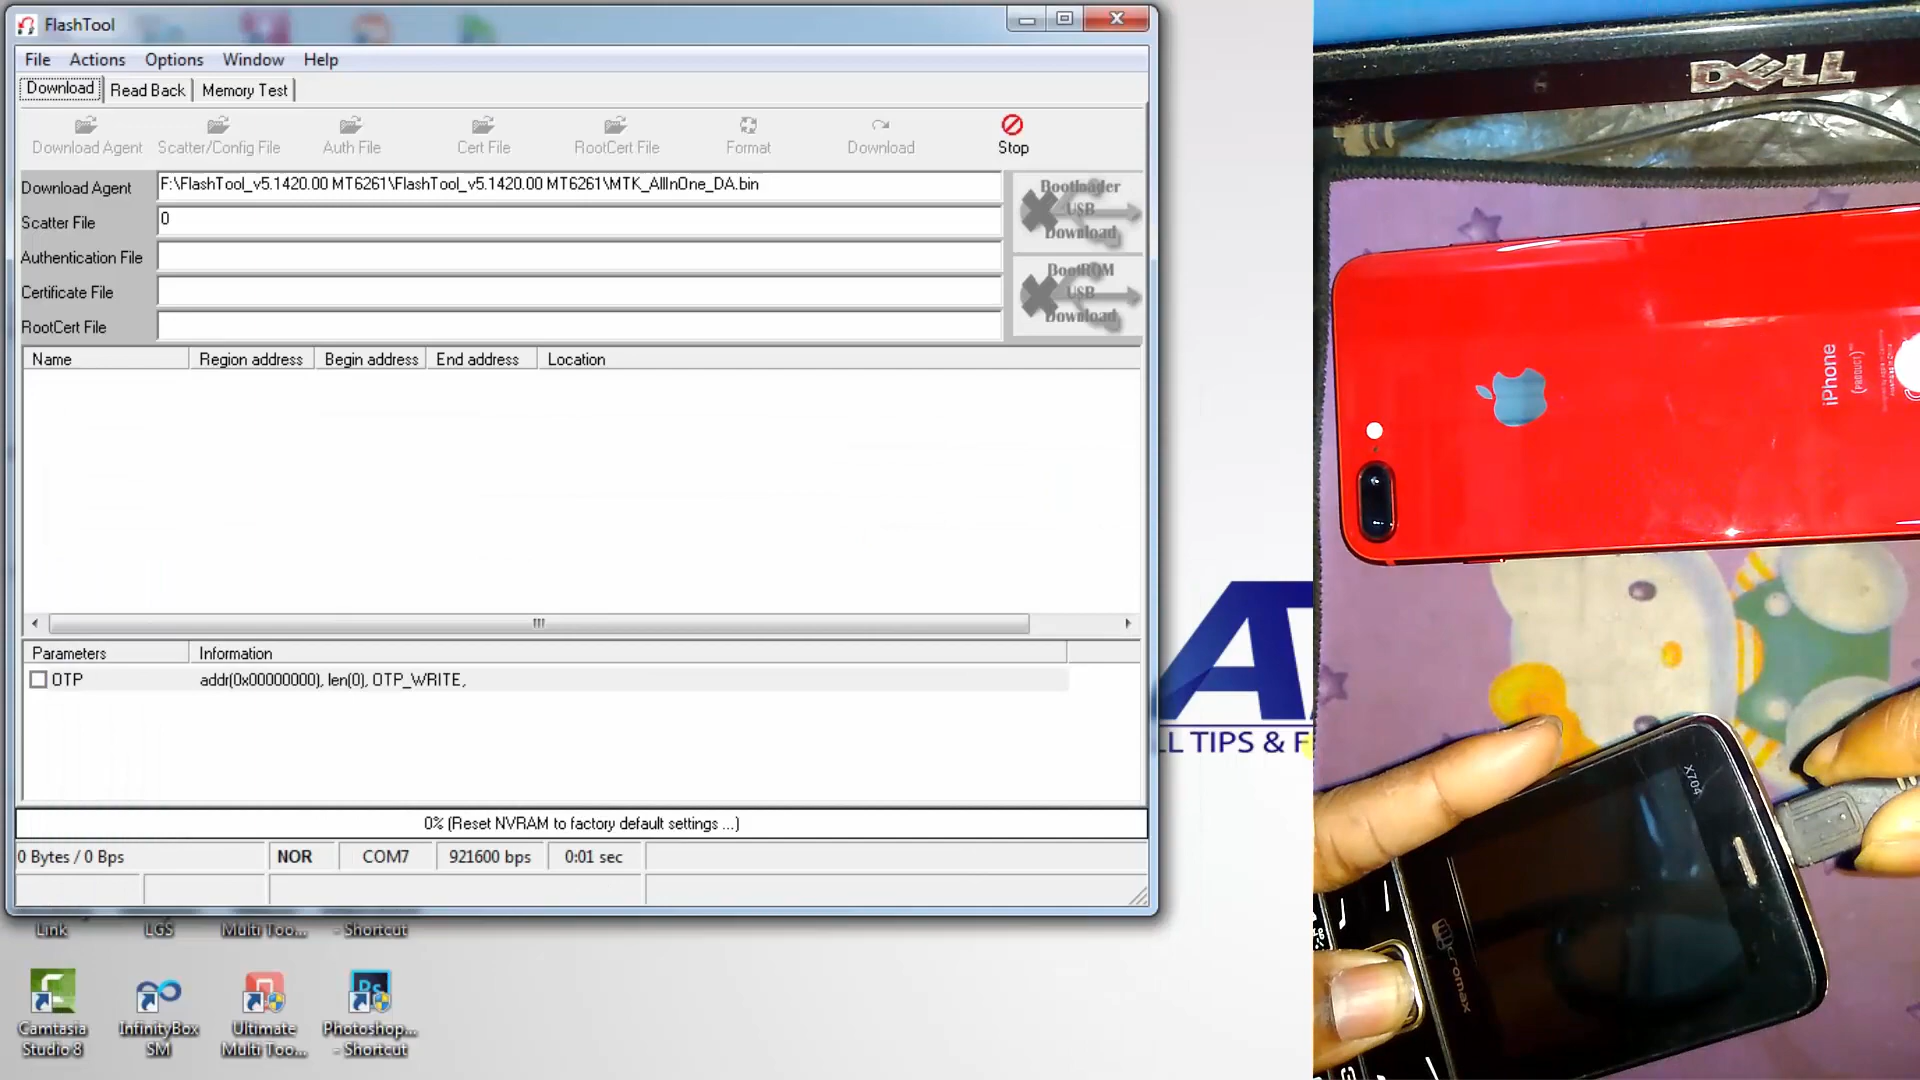 FlashTool
File Actions Options Window Help
Download Read Back Memory Test
Download Agent Scatter/Config File Auth File Cert File RootCert File Format Download Stop
Download Agent F:\FlashTool_v5.1420.00 MT6261\FlashTool_v5.1420.00 MT6261\MTK_AllInOne_DA.bin
Scatter File 0
Authentication File
Certificate File
RootCert File
Bootloader
USB
Download
BootROM
USB
Download
Name Region address Begin address End address Location
Parameters Information
OTP addr(0x00000000), len(0), OTP_WRITE,
0% (Reset NVRAM to factory default settings ...)
0 Bytes / 0 Bps NOR COM7 921600 bps 0:01 sec
Link LGS Multi Too... - Shortcut
Camtasia
Studio 8
InfinityBox
SM
Ultimate
Multi Too...
Photoshop...
- Shortcut
Ps
LL TIPS & F
DELL
iPhone
(PRODUCT)
X704
Micromax